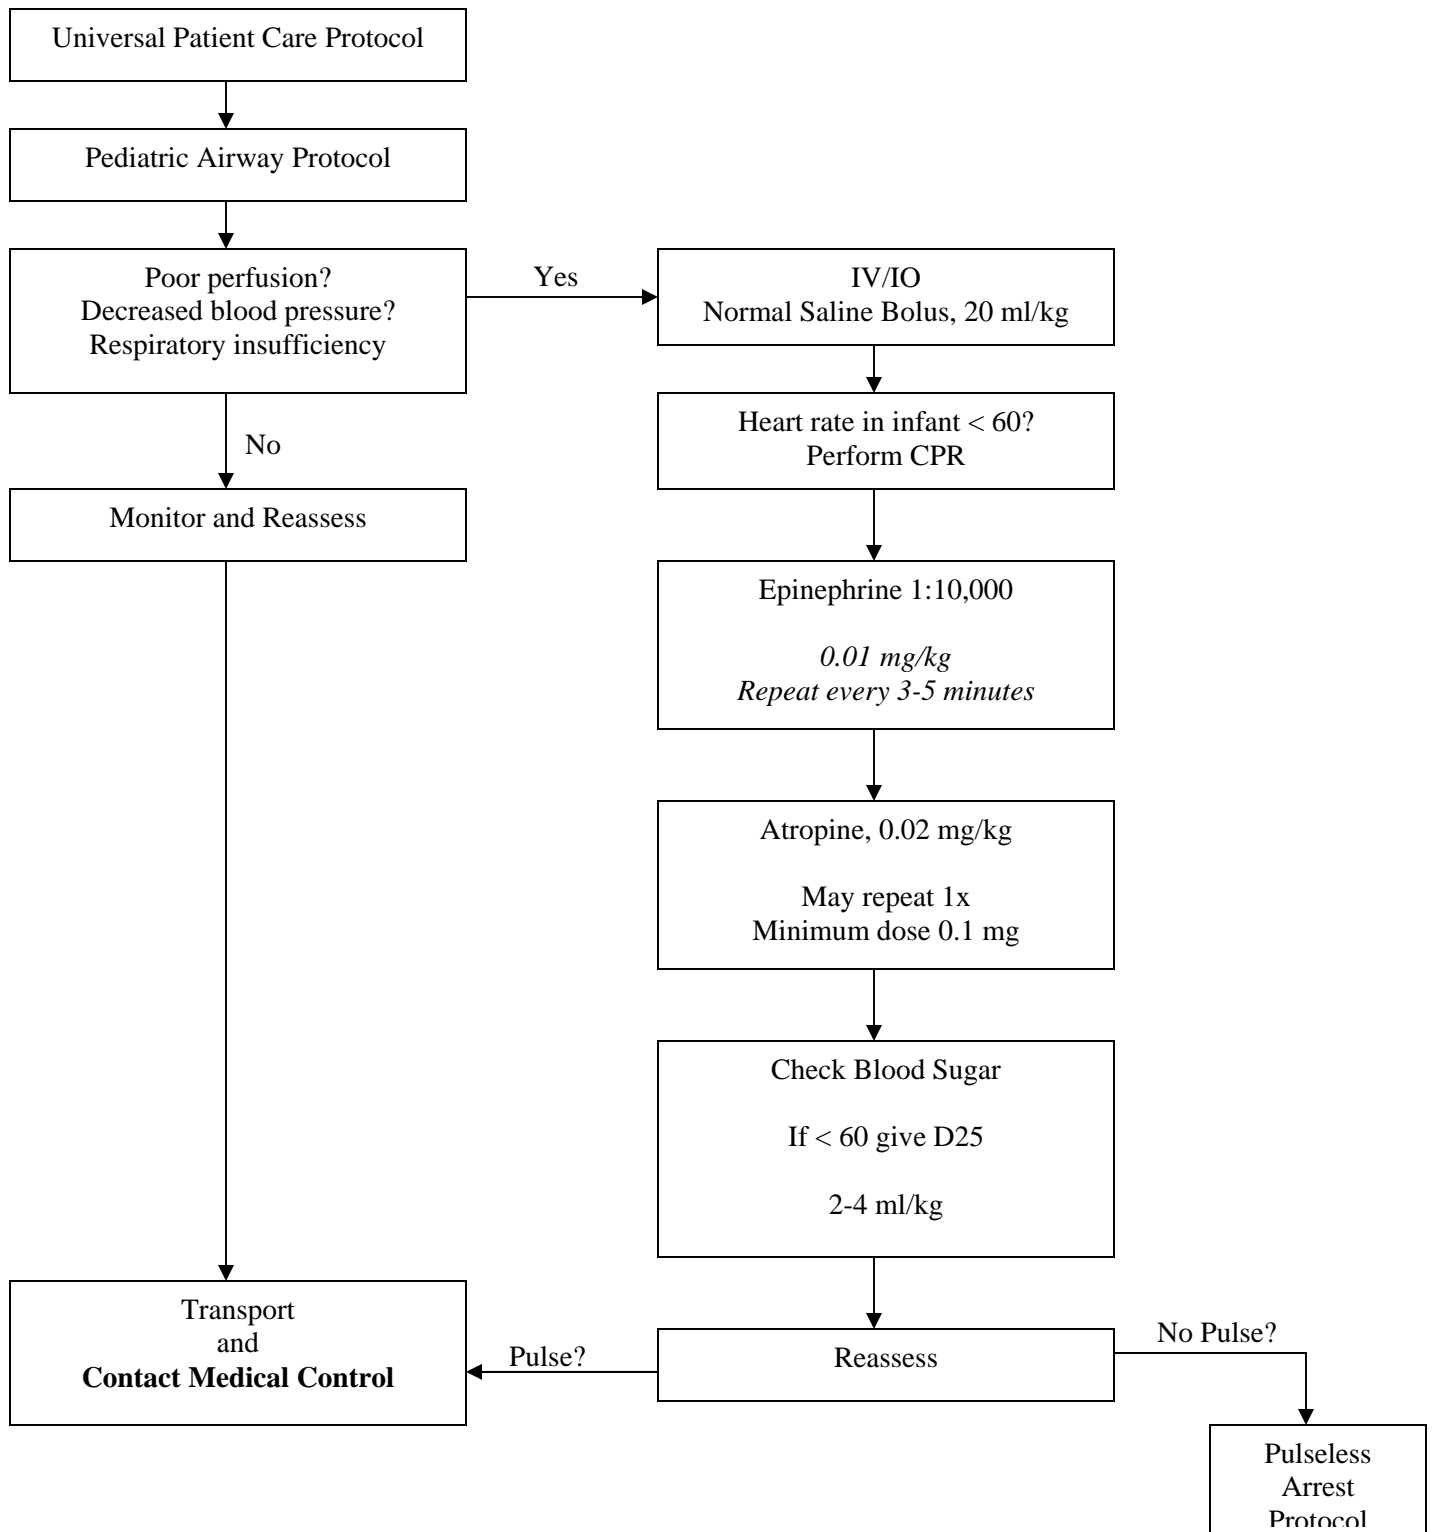 Universal Patient Care Protocol
Pediatric Airway Protocol
Poor perfusion?
Decreased blood pressure?
Respiratory insufficiency
Yes
IV/IO
Normal Saline Bolus, 20 ml/kg
Heart rate in infant < 60?
Perform CPR
No
Monitor and Reassess
Epinephrine 1:10,000
0.01 mg/kg
Repeat every 3-5 minutes
Atropine, 0.02 mg/kg
May repeat 1x
Minimum dose 0.1 mg
Check Blood Sugar
If < 60 give D25
2-4 ml/kg
Transport
and
Contact Medical Control
Pulse?
Reassess
No Pulse?
Pulseless
Arrest
Protocol